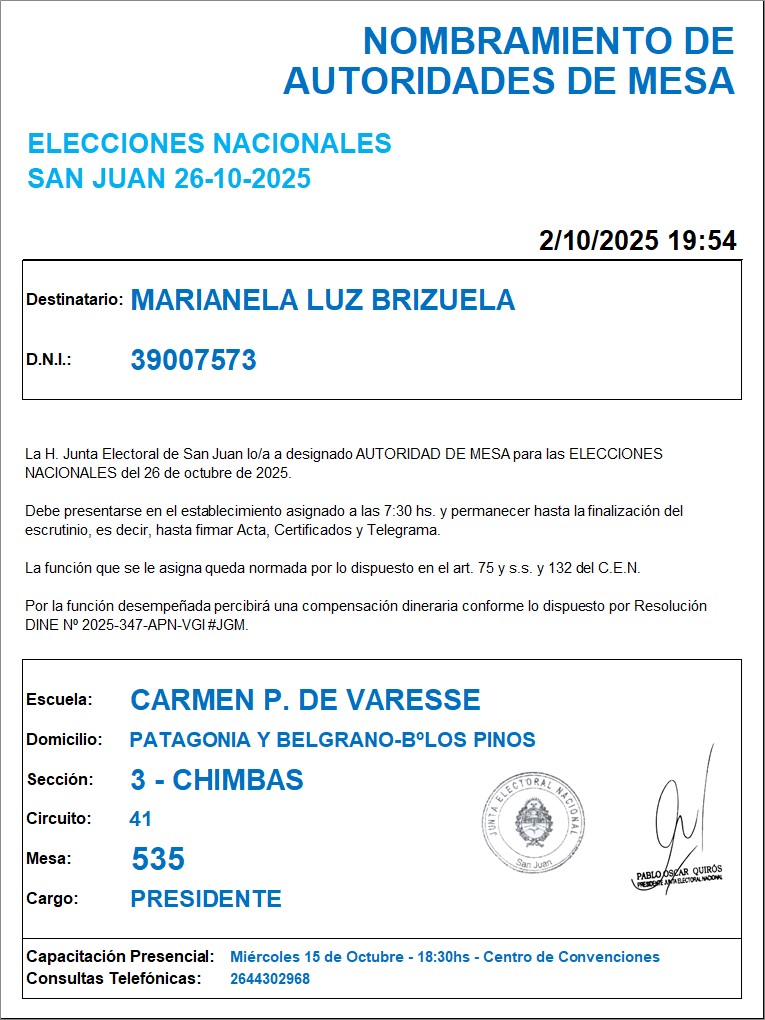 NOMBRAMIENTO DE
AUTORIDADES DE MESA
ELECCIONES NACIONALES
SAN JUAN 26-10-2025
2/10/2025 19:54
Destinatario: MARIANELA LUZ BRIZUELA
D.N.I.: 39007573
La H. Junta Electoral de San Juan lo/a a designado AUTORIDAD DE MESA para las ELECCIONES
NACIONALES del 26 de octubre de 2025.
Debe presentarse en el establecimiento asignado a las 7:30 hs. y permanecer hasta la finalización del
escrutinio, es decir, hasta firmar Acta, Certificados y Telegrama.
La función que se le asigna queda normada por lo dispuesto en el art. 75 y s.s. y 132 del C.E.N.
Por la función desempeñada percibirá una compensación dineraria conforme lo dispuesto por Resolución
DINE Nº 2025-347-APN-VGI#JGM.
Escuela: CARMEN P. DE VARESSE
Domicilio: PATAGONIA Y BELGRANO-BºLOS PINOS
Sección: 3 - CHIMBAS
Circuito: 41
Mesa: 535
Cargo: PRESIDENTE
JUNTA ELECTORAL NACIONAL
San Juan
PABLO OSCAR QUIRÓS
PRESIDENTE JUNTA ELECTORAL NACIONAL
Capacitación Presencial: Miércoles 15 de Octubre - 18:30hs - Centro de Convenciones
Consultas Telefónicas: 2644302968